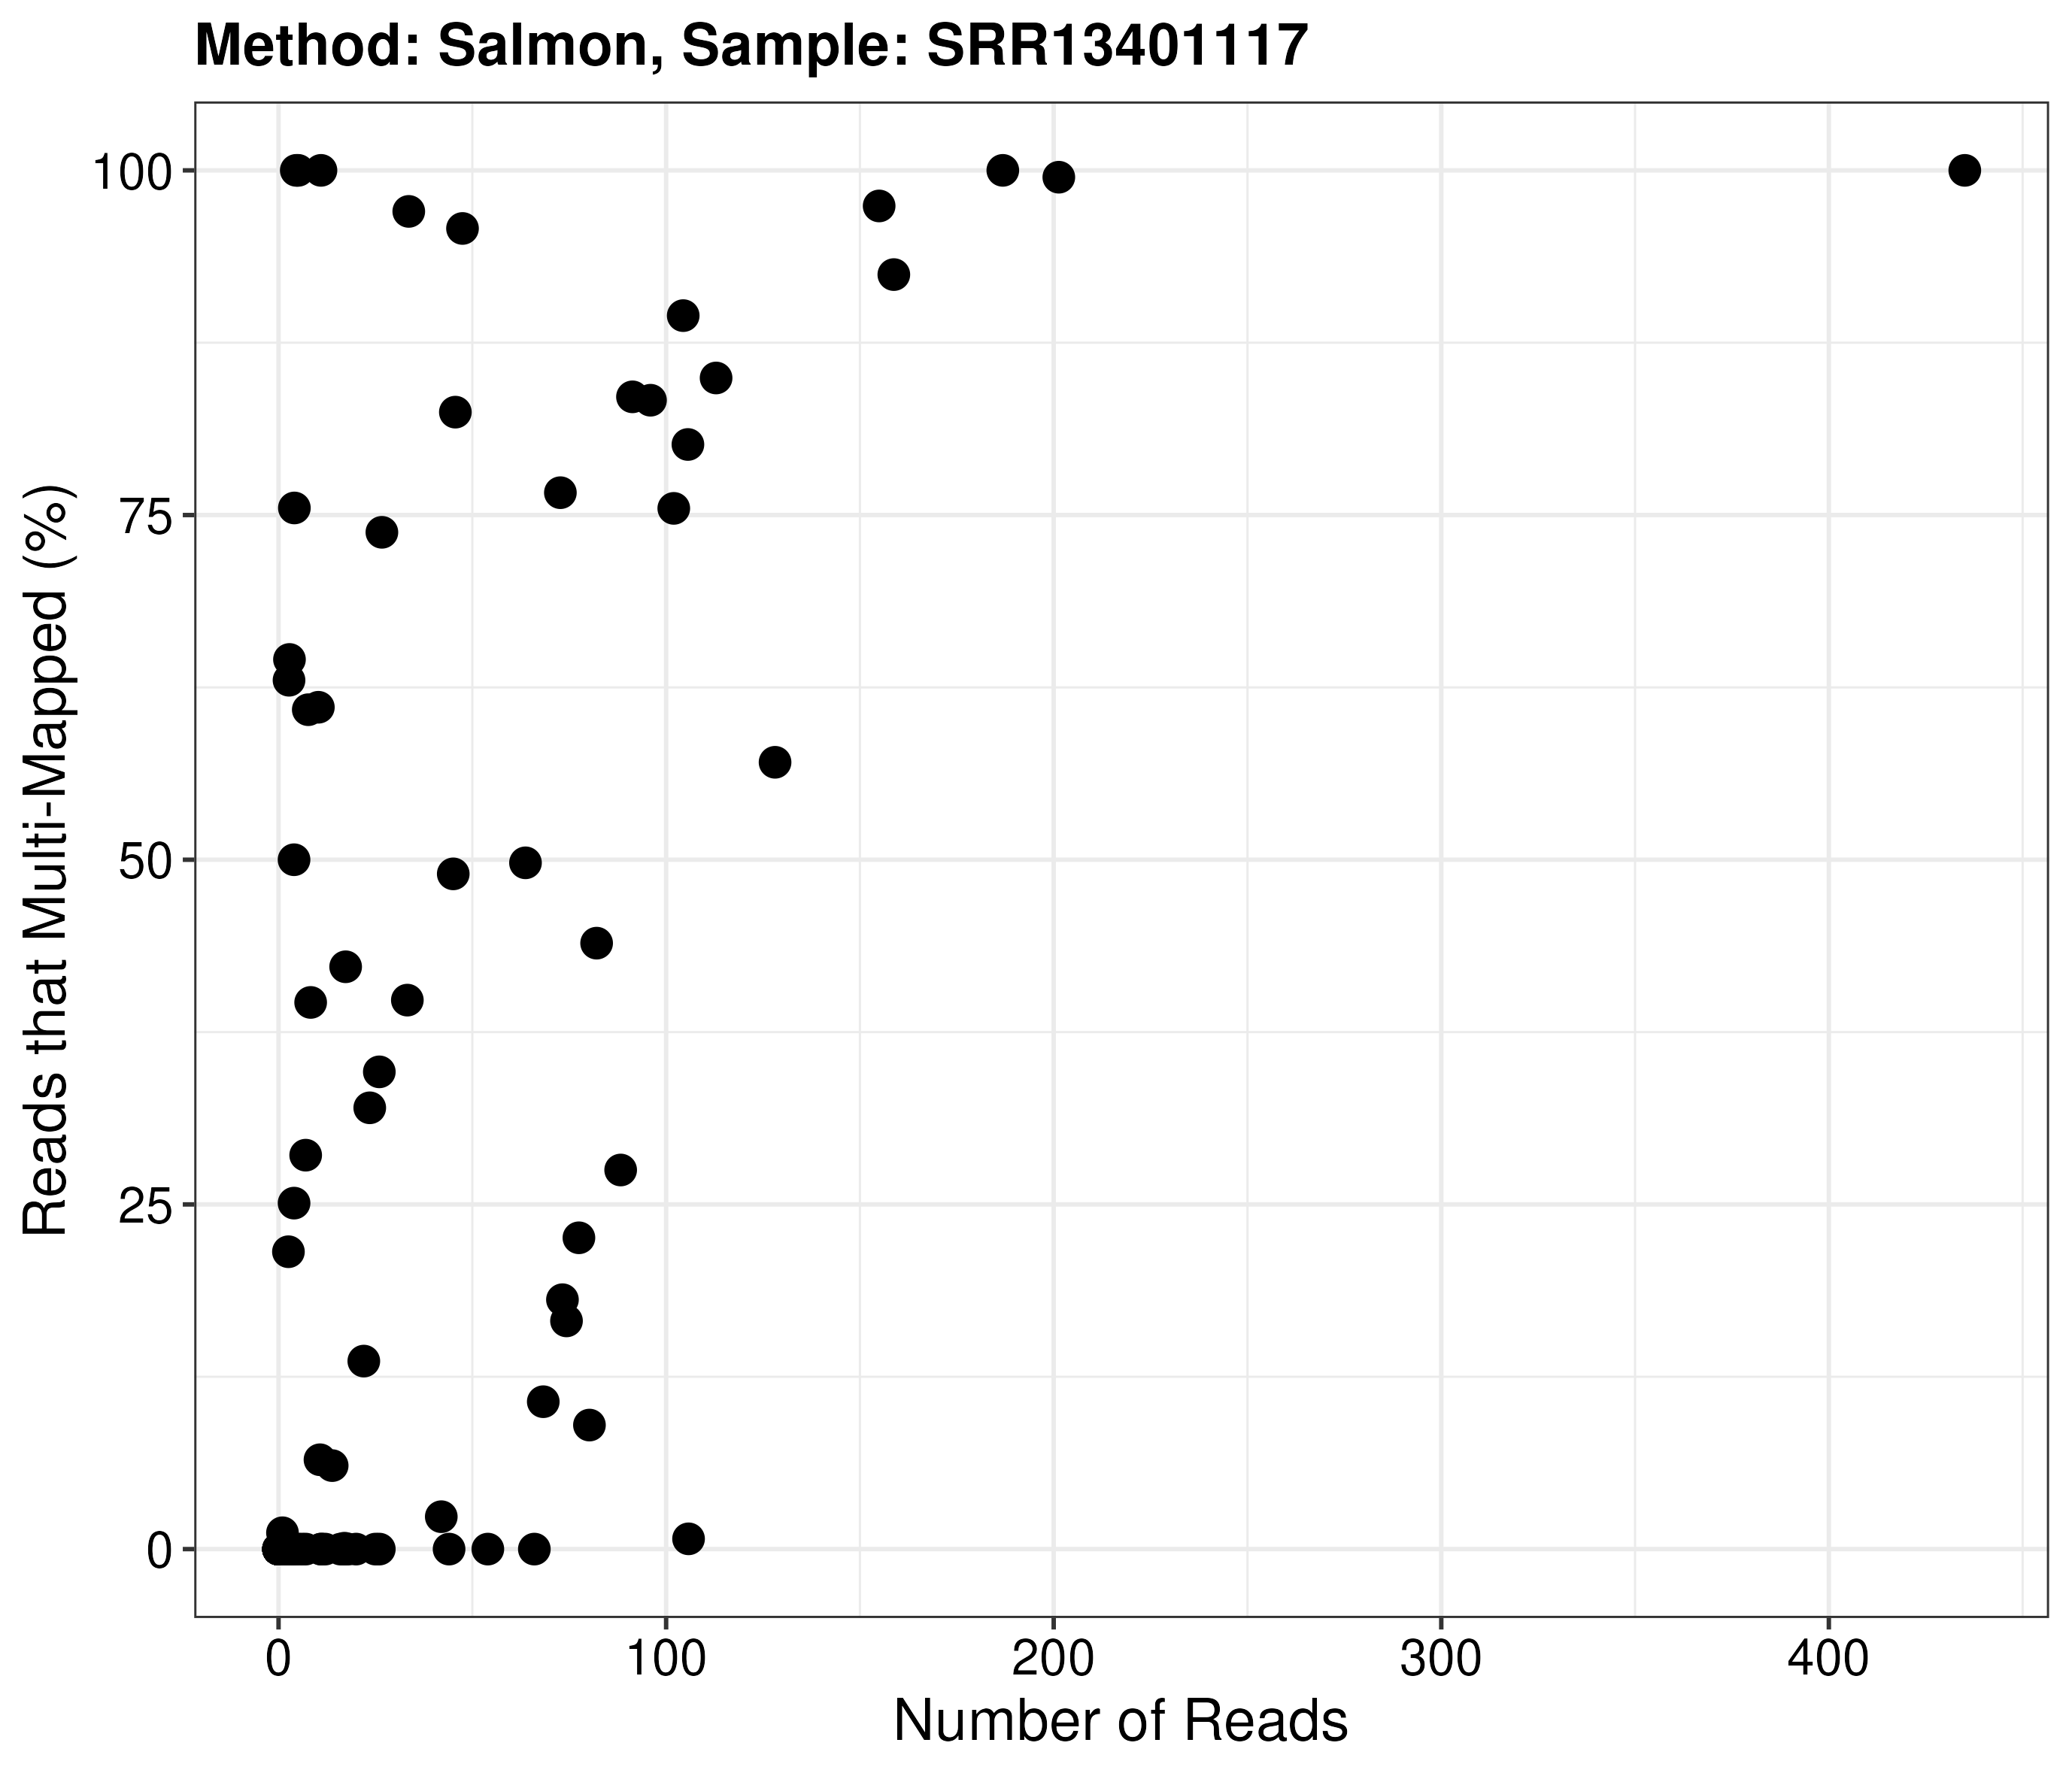 Method: Salmon, Sample: SRR13401117
Reads that Multi-Mapped (%)
100
75
50
25
0
0 100 200 300 400
Number of Reads